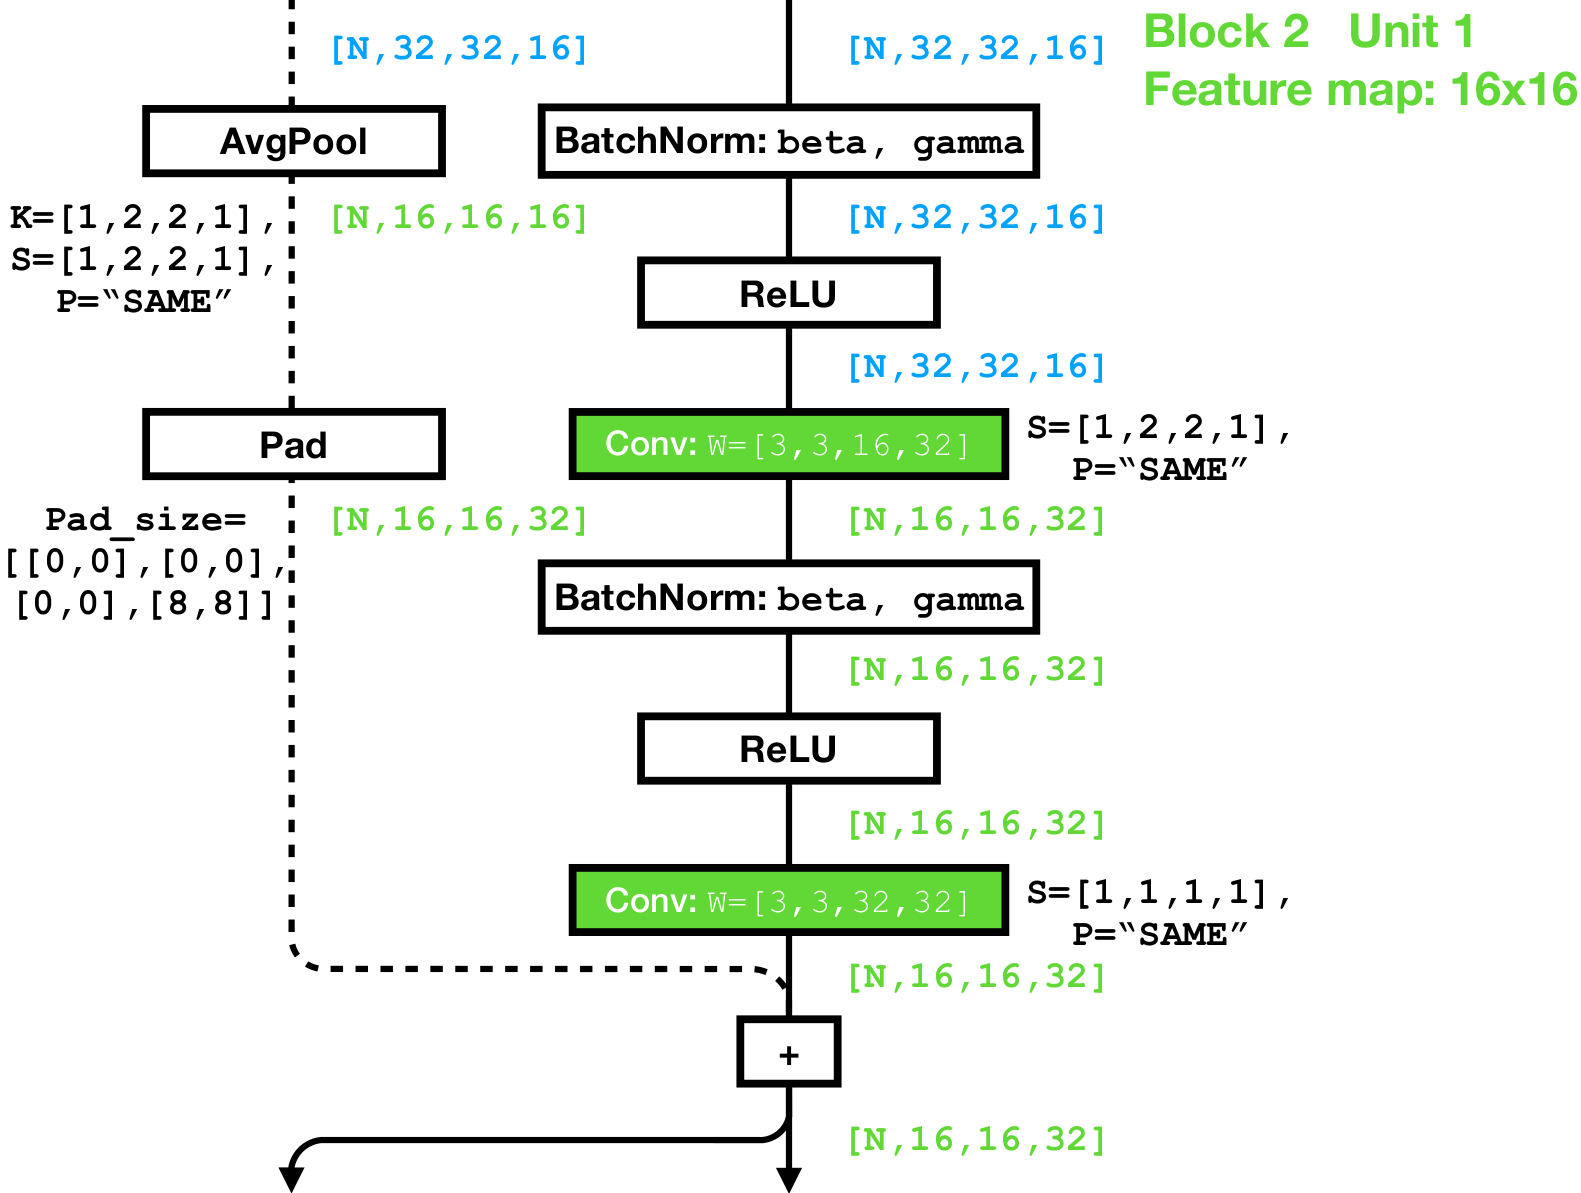 Block 2 Unit 1
Feature map: 16x16
[N,32,32,16]
[N,32,32,16]
AvgPool
BatchNorm: beta, gamma
K=[1,2,2,1],
S=[1,2,2,1],
P=“SAME”
[N,16,16,16]
[N,32,32,16]
ReLU
[N,32,32,16]
Pad
Conv: W=[3,3,16,32]
S=[1,2,2,1],
P=“SAME”
Pad_size=
[[0,0],[0,0],
[0,0],[8,8]]
[N,16,16,32]
[N,16,16,32]
BatchNorm: beta, gamma
[N,16,16,32]
ReLU
[N,16,16,32]
Conv: W=[3,3,32,32]
S=[1,1,1,1],
P=“SAME”
[N,16,16,32]
+
[N,16,16,32]